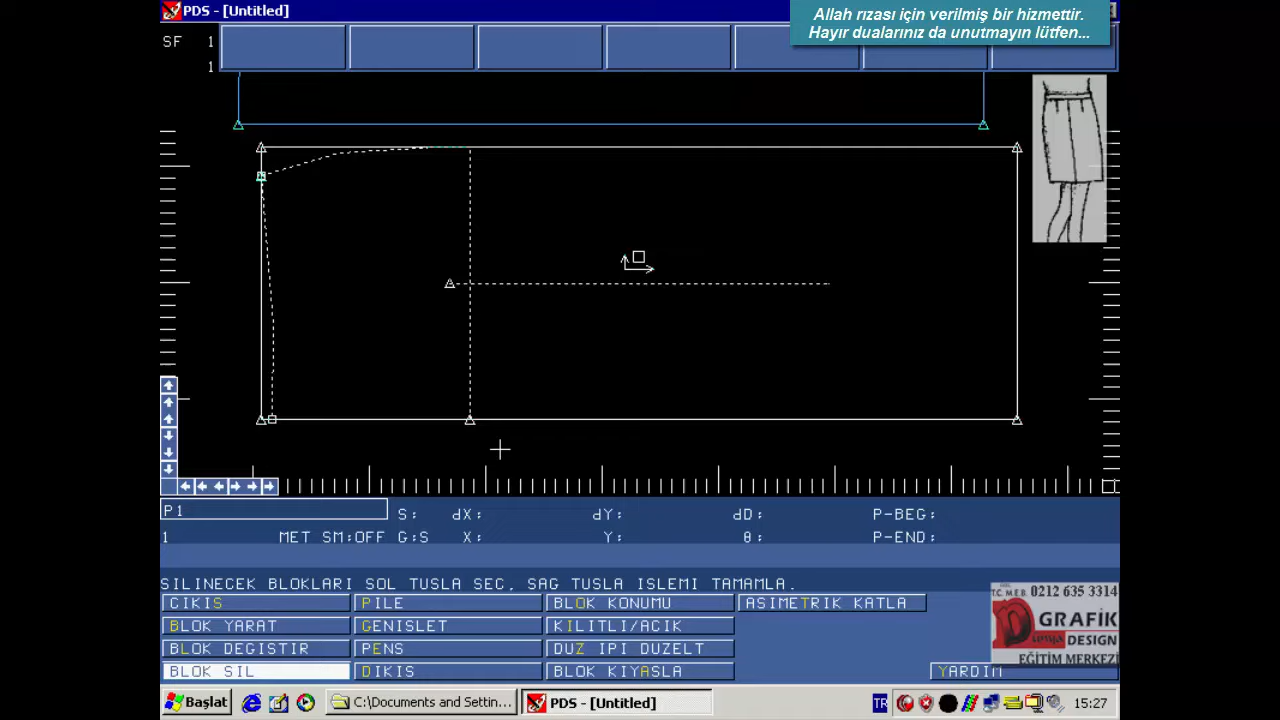 PDS - [Untitled]
Allah rızası için verilmiş bir hizmettir.
Hayır dualarınız da unutmayın lütfen...
SF 1
1
P1
S: dX: dY: dD: P-BEG:
1 MET SM:OFF G:S X: Y: θ: P-END:
SILINECEK BLOKLARI SOL TUSLA SEC, SAG TUSLA ISLEMI TAMAMLA.
CIKIS PILE BLOK KONUMU ASIMETRIK KATLA
BLOK YARAT GENISLET KILITLI/ACIK
BLOK DEGISTIR PENS DUZ IPI DUZELT
BLOK SIL DIKIS BLOK KIYASLA YARDIM
T.C. M.E.B. 0212 635 3314
GRAFİK
DESIGN
EĞİTİM MERKEZİ
Başlat C:\Documents and Settin... PDS - [Untitled] TR 15:27